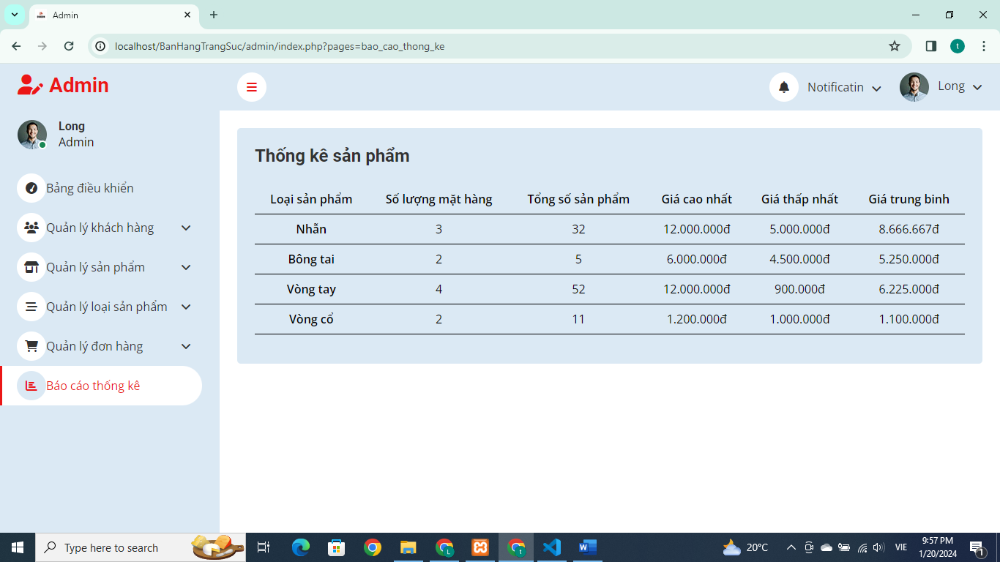 Admin
localhost/BanHangTrangSuc/admin/index.php?pages=bao_cao_thong_ke
t
Admin
Notificatin
Long
Long
Admin
Bảng điều khiển
Quản lý khách hàng
Quản lý sản phẩm
Quản lý loại sản phẩm
Quản lý đơn hàng
Báo cáo thống kê
Thống kê sản phẩm
Loại sản phẩm Số lượng mặt hàng Tổng số sản phẩm Giá cao nhất Giá thấp nhất Giá trung binh
Nhẫn 3 32 12.000.000đ 5.000.000đ 8.666.667đ
Bông tai 2 5 6.000.000đ 4.500.000đ 5.250.000đ
Vòng tay 4 52 12.000.000đ 900.000đ 6.225.000đ
Vòng cổ 2 11 1.200.000đ 1.000.000đ 1.100.000đ
Type here to search
L
t
20°C
VIE
9:57 PM
1/20/2024
1